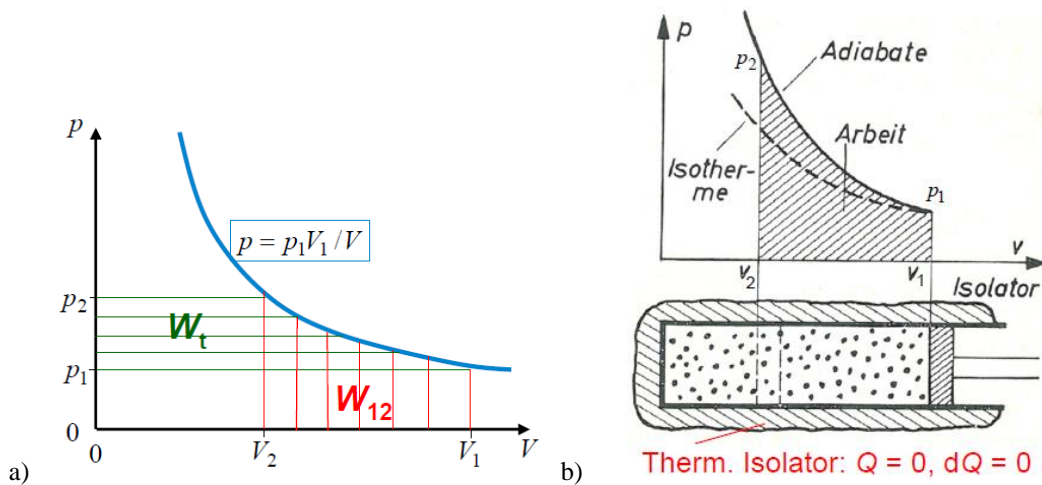 p
p = p₁V₁ / V
p₂
Wt
p₁
W12
0
0
V₂
V₁
V
a)
p
p₂
Adiabate
Arbeit
Isother-
me
p₁
v
v₂
v₁
Isolator
Therm. Isolator: Q = 0, dQ = 0
b)